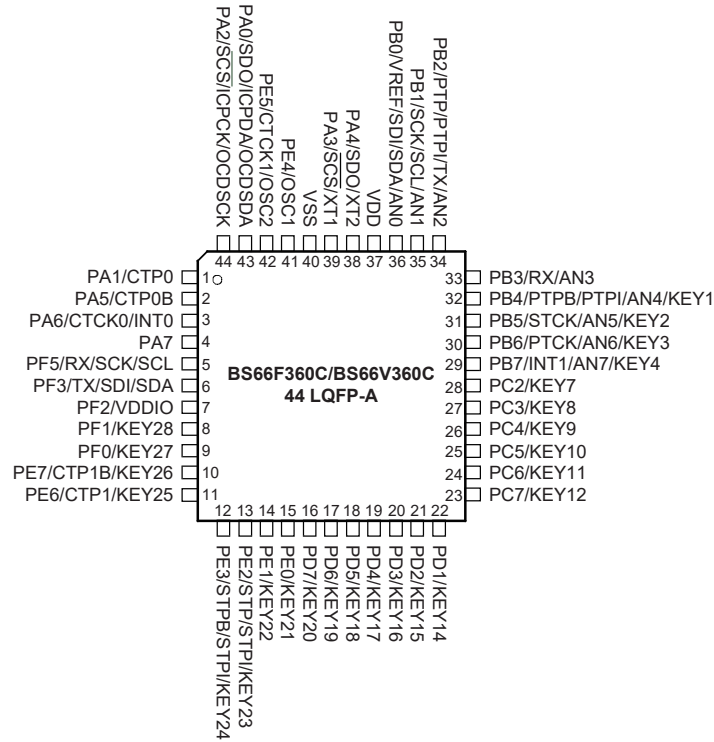 PA2/SCS/ICPCK/OCDSCK
PA0/SDO/ICPDA/OCDSDA
PE5/CTCK1/OSC2
PE4/OSC1
VSS
PA3/SCS/XT1
PA4/SDO/XT2
VDD
PB0/VREF/SDI/SDA/AN0
PB1/SCK/SCL/AN1
PB2/PTP/PTPI/TX/AN2
44 43 42 41 40 39 38 37 36 35 34
PA1/CTP0 1
PA5/CTP0B 2
PA6/CTCK0/INT0 3
PA7 4
PF5/RX/SCK/SCL 5
PF3/TX/SDI/SDA 6
PF2/VDDIO 7
PF1/KEY28 8
PF0/KEY27 9
PE7/CTP1B/KEY26 10
PE6/CTP1/KEY25 11
BS66F360C/BS66V360C
44 LQFP-A
33 PB3/RX/AN3
32 PB4/PTPB/PTPI/AN4/KEY1
31 PB5/STCK/AN5/KEY2
30 PB6/PTCK/AN6/KEY3
29 PB7/INT1/AN7/KEY4
28 PC2/KEY7
27 PC3/KEY8
26 PC4/KEY9
25 PC5/KEY10
24 PC6/KEY11
23 PC7/KEY12
12 13 14 15 16 17 18 19 20 21 22
PE3/STPB/STPI/KEY24
PE2/STP/STPI/KEY23
PE1/KEY22
PE0/KEY21
PD7/KEY20
PD6/KEY19
PD5/KEY18
PD4/KEY17
PD3/KEY16
PD2/KEY15
PD1/KEY14